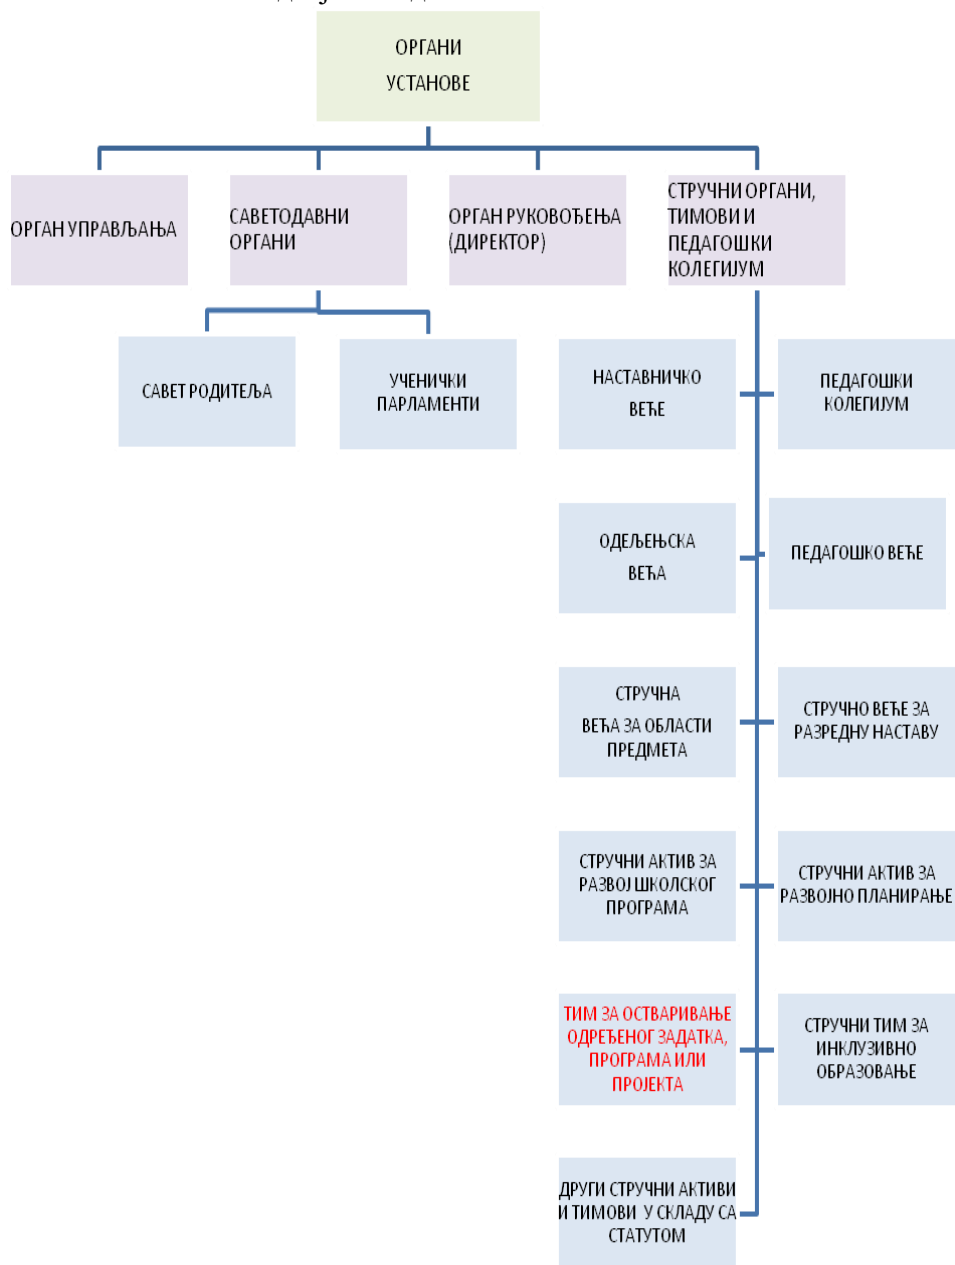 ОРГАНИ
УСТАНОВЕ
ОРГАН УПРАВЉАЊА
САВЕТОДАВНИ
ОРГАНИ
ОРГАН РУКОВОЂЕЊА
(ДИРЕКТОР)
СТРУЧНИ ОРГАНИ,
ТИМОВИ И
ПЕДАГОШКИ
КОЛЕГИЈУМ
САВЕТ РОДИТЕЉА
УЧЕНИЧКИ
ПАРЛАМЕНТИ
НАСТАВНИЧКО
ВЕЋЕ
ПЕДАГОШКИ
КОЛЕГИЈУМ
ОДЕЉЕЊСКА
ВЕЋА
ПЕДАГОШКО ВЕЋЕ
СТРУЧНА
ВЕЋА ЗА ОБЛАСТИ
ПРЕДМЕТА
СТРУЧНО ВЕЋЕ ЗА
РАЗРЕДНУ НАСТАВУ
СТРУЧНИ АКТИВ ЗА
РАЗВОЈ ШКОЛСКОГ
ПРОГРАМА
СТРУЧНИ АКТИВ ЗА
РАЗВОЈНО ПЛАНИРАЊЕ
ТИМ ЗА ОСТВАРИВАЊЕ
ОДРЕЂЕНОГ ЗАДАТКА,
ПРОГРАМА ИЛИ
ПРОЈЕКТА
СТРУЧНИ ТИМ ЗА
ИНКЛУЗИВНО
ОБРАЗОВАЊЕ
ДРУГИ СТРУЧНИ АКТИВИ
И ТИМОВИ У СКЛАДУ СА
СТАТУТОМ